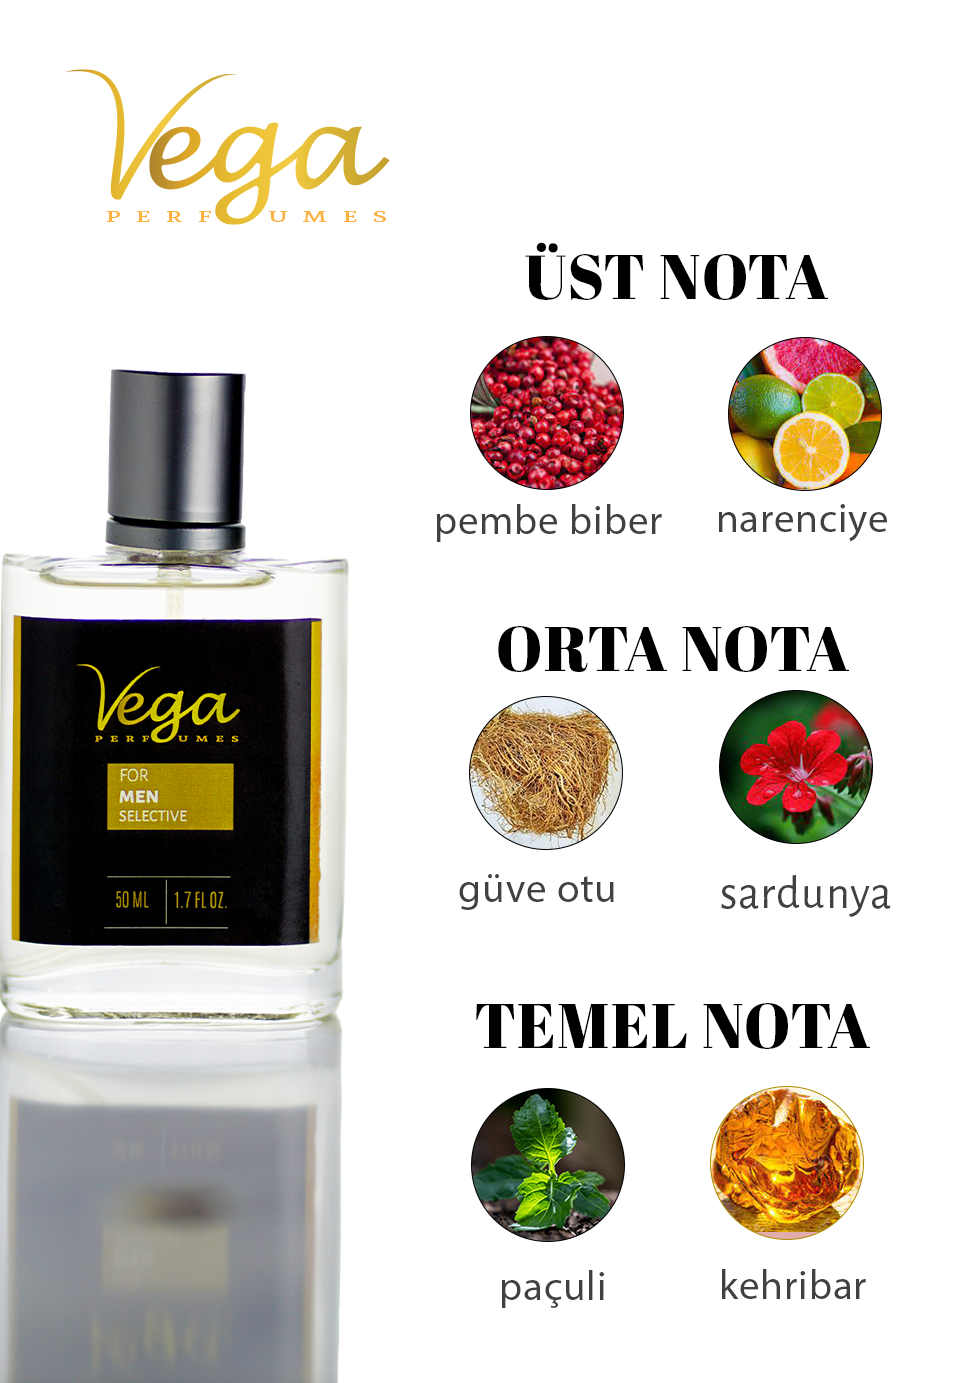 Vega
PERFUMES
ÜST NOTA
pembe biber
narenciye
ORTA NOTA
güve otu
sardunya
TEMEL NOTA
paçuli
kehribar
Vega
PERFUMES
FOR
MEN
SELECTIVE
50 ML
1.7 FL OZ.